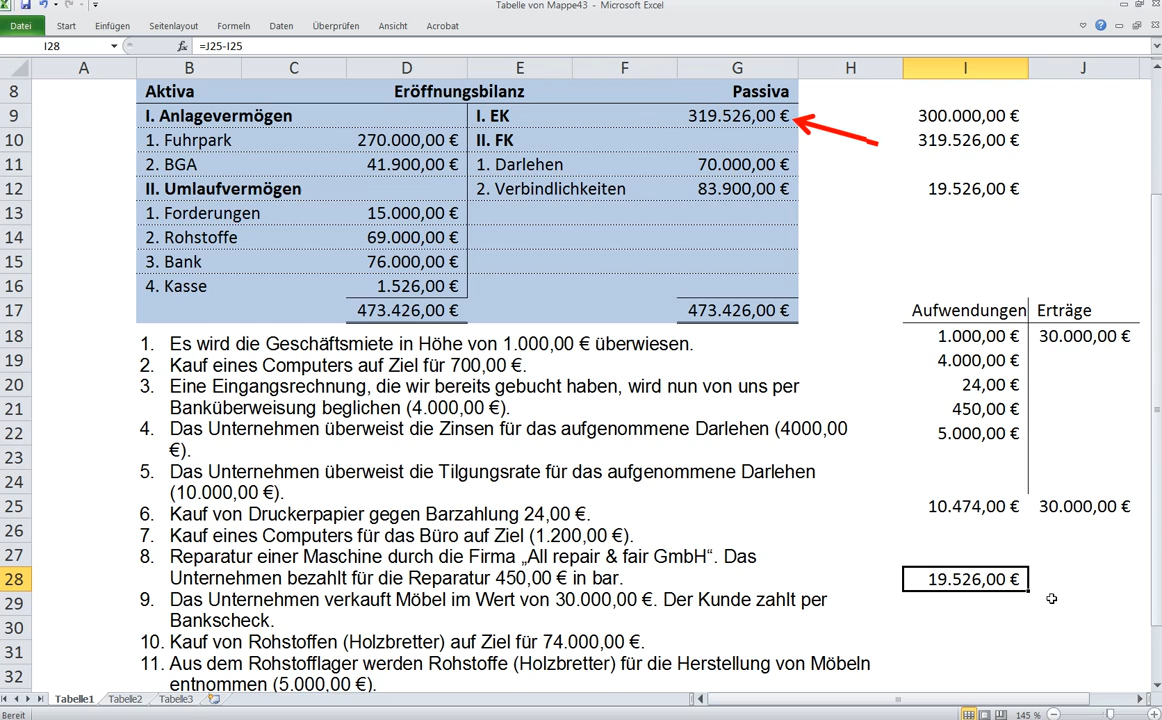 Tabelle von Mappe43 - Microsoft Excel
Datei Start Einfügen Seitenlayout Formeln Daten Überprüfen Ansicht Acrobat
I28 fx =J25-I25
A B C D E F G H I J
8 Aktiva Eröffnungsbilanz Passiva
9 I. Anlagevermögen I. EK 319.526,00 € 300.000,00 €
10 1. Fuhrpark 270.000,00 € II. FK 319.526,00 €
11 2. BGA 41.900,00 € 1. Darlehen 70.000,00 €
12 II. Umlaufvermögen 2. Verbindlichkeiten 83.900,00 € 19.526,00 €
13 1. Forderungen 15.000,00 €
14 2. Rohstoffe 69.000,00 €
15 3. Bank 76.000,00 €
16 4. Kasse 1.526,00 €
17 473.426,00 € 473.426,00 € Aufwendungen Erträge
18 1. Es wird die Geschäftsmiete in Höhe von 1.000,00 € überwiesen. 1.000,00 € 30.000,00 €
19 2. Kauf eines Computers auf Ziel für 700,00 €. 4.000,00 €
20 3. Eine Eingangsrechnung, die wir bereits gebucht haben, wird nun von uns per 24,00 €
21 Banküberweisung beglichen (4.000,00 €). 450,00 €
22 4. Das Unternehmen überweist die Zinsen für das aufgenommene Darlehen (4000,00 5.000,00 €
23 €).
24 5. Das Unternehmen überweist die Tilgungsrate für das aufgenommene Darlehen
(10.000,00 €).
25 6. Kauf von Druckerpapier gegen Barzahlung 24,00 €. 10.474,00 € 30.000,00 €
26 7. Kauf eines Computers für das Büro auf Ziel (1.200,00 €).
27 8. Reparatur einer Maschine durch die Firma „All repair & fair GmbH“. Das
28 Unternehmen bezahlt für die Reparatur 450,00 € in bar. 19.526,00 €
29 9. Das Unternehmen verkauft Möbel im Wert von 30.000,00 €. Der Kunde zahlt per
30 Bankscheck.
31 10. Kauf von Rohstoffen (Holzbretter) auf Ziel für 74.000,00 €.
32 11. Aus dem Rohstofflager werden Rohstoffe (Holzbretter) für die Herstellung von Möbeln
entnommen (5.000,00 €).
Tabelle1 Tabelle2 Tabelle3
Bereit 145 %